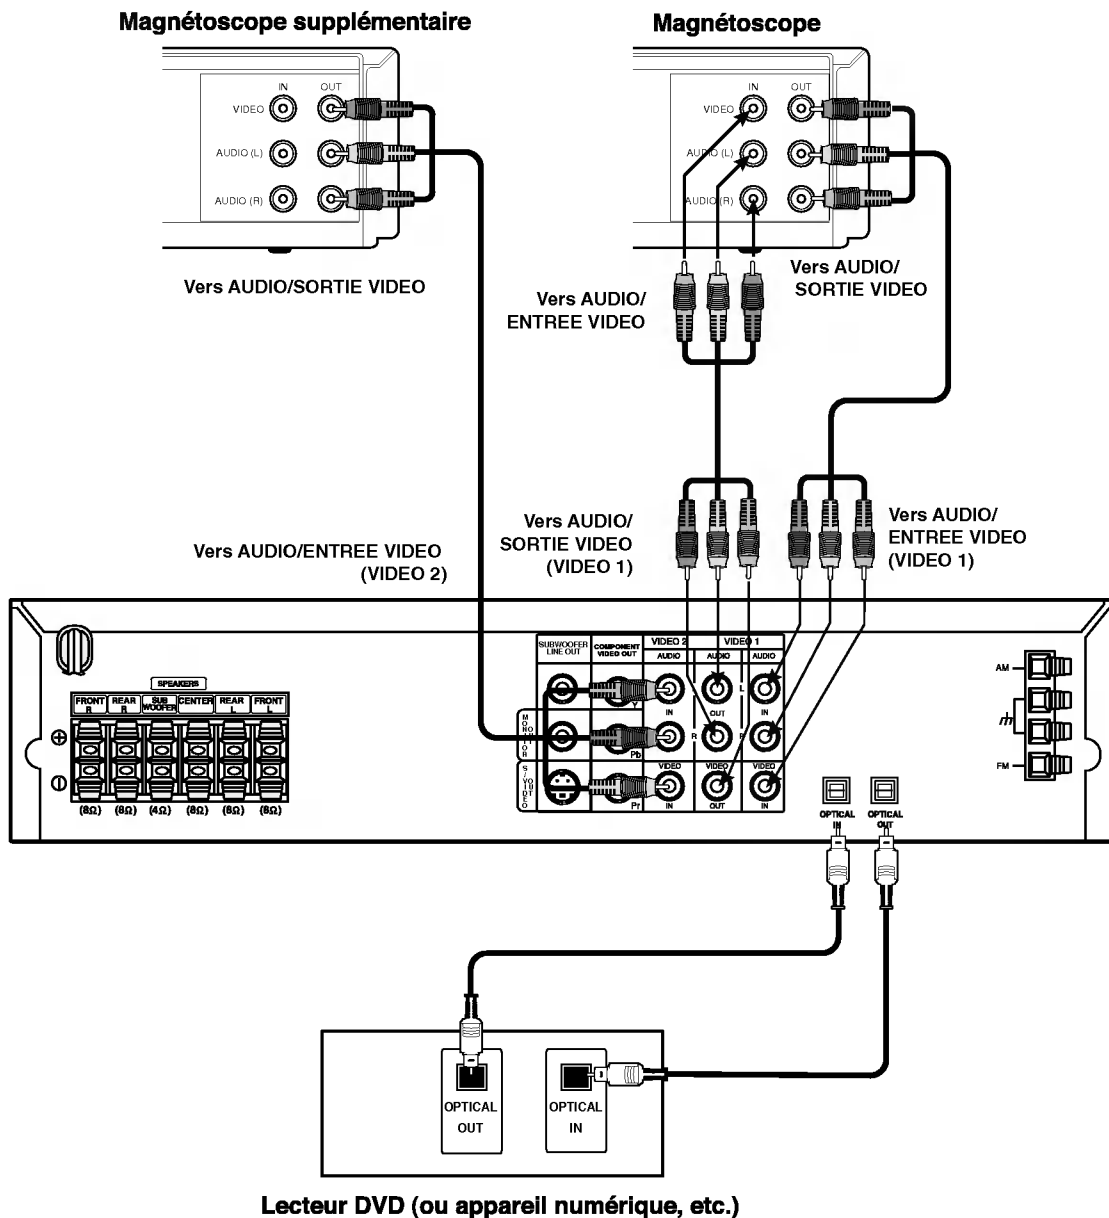 Magnétoscope supplémentaire
Magnétoscope
IN OUT
VIDEO
AUDIO (L)
AUDIO (R)
IN OUT
VIDEO
AUDIO (L)
AUDIO (R)
Vers AUDIO/SORTIE VIDEO
Vers AUDIO/
ENTREE VIDEO
Vers AUDIO/
SORTIE VIDEO
Vers AUDIO/ENTREE VIDEO
(VIDEO 2)
Vers AUDIO/
SORTIE VIDEO
(VIDEO 1)
Vers AUDIO/
ENTREE VIDEO
(VIDEO 1)
SPEAKERS
FRONT R
REAR R
SUB WOOFER
CENTER
REAR L
FRONT L
(8Ω) (8Ω) (4Ω) (8Ω) (8Ω) (8Ω)
SUBWOOFER
LINE OUT
COMPONENT
VIDEO OUT
VIDEO 2
VIDEO 1
AUDIO AUDIO AUDIO
L
IN OUT IN
R R
MONITOR
OUT
S/VIDEO
OUT
Y
Pb
Pr
VIDEO VIDEO VIDEO
IN OUT IN
AM
FM
OPTICAL
IN
OPTICAL
OUT
OPTICAL
OUT
OPTICAL
IN
Lecteur DVD (ou appareil numérique, etc.)